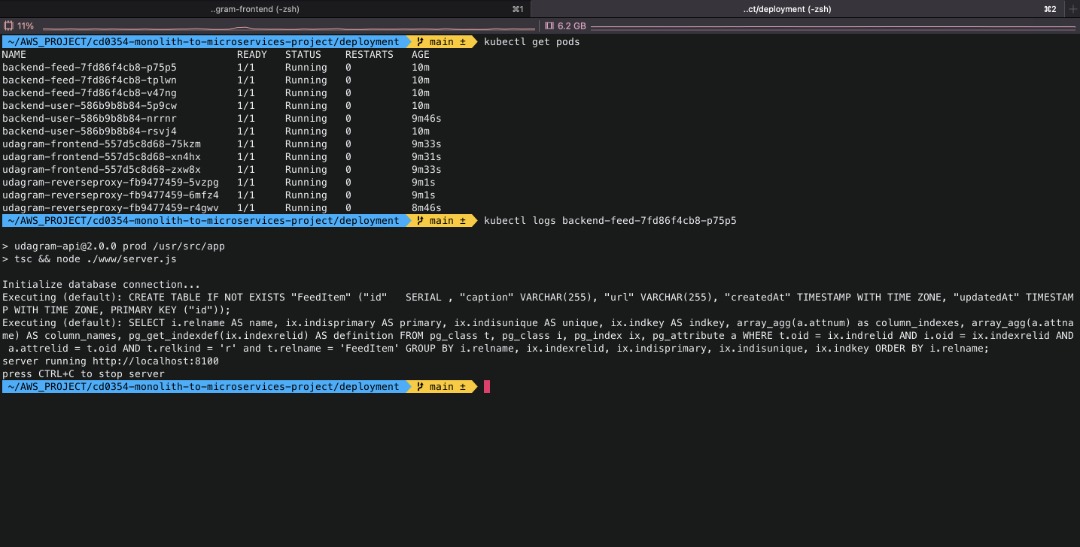 ..gram-frontend (-zsh) ⌘1 ..ct/deployment (-zsh) ⌘2
11% 6.2 GB
~/AWS_PROJECT/cd0354-monolith-to-microservices-project/deployment main ± kubectl get pods
NAME READY STATUS RESTARTS AGE
backend-feed-7fd86f4cb8-p75p5 1/1 Running 0 10m
backend-feed-7fd86f4cb8-tplwn 1/1 Running 0 10m
backend-feed-7fd86f4cb8-v47ng 1/1 Running 0 10m
backend-user-586b9b8b84-5p9cw 1/1 Running 0 10m
backend-user-586b9b8b84-nrrnr 1/1 Running 0 9m46s
backend-user-586b9b8b84-rsvj4 1/1 Running 0 10m
udagram-frontend-557d5c8d68-75kzm 1/1 Running 0 9m33s
udagram-frontend-557d5c8d68-xn4hx 1/1 Running 0 9m31s
udagram-frontend-557d5c8d68-zxw8x 1/1 Running 0 9m33s
udagram-reverseproxy-fb9477459-5vzpg 1/1 Running 0 9m1s
udagram-reverseproxy-fb9477459-6mfz4 1/1 Running 0 9m1s
udagram-reverseproxy-fb9477459-r4gwv 1/1 Running 0 8m46s
~/AWS_PROJECT/cd0354-monolith-to-microservices-project/deployment main ± kubectl logs backend-feed-7fd86f4cb8-p75p5
> udagram-api@2.0.0 prod /usr/src/app
> tsc && node ./www/server.js
Initialize database connection...
Executing (default): CREATE TABLE IF NOT EXISTS "FeedItem" ("id"   SERIAL , "caption" VARCHAR(255), "url" VARCHAR(255), "createdAt" TIMESTAMP WITH TIME ZONE, "updatedAt" TIMESTAM
P WITH TIME ZONE, PRIMARY KEY ("id"));
Executing (default): SELECT i.relname AS name, ix.indisprimary AS primary, ix.indisunique AS unique, ix.indkey AS indkey, array_agg(a.attnum) as column_indexes, array_agg(a.attna
me) AS column_names, pg_get_indexdef(ix.indexrelid) AS definition FROM pg_class t, pg_class i, pg_index ix, pg_attribute a WHERE t.oid = ix.indrelid AND i.oid = ix.indexrelid AND
a.attrelid = t.oid AND t.relkind = 'r' and t.relname = 'FeedItem' GROUP BY i.relname, ix.indexrelid, ix.indisprimary, ix.indisunique, ix.indkey ORDER BY i.relname;
server running http://localhost:8100
press CTRL+C to stop server
~/AWS_PROJECT/cd0354-monolith-to-microservices-project/deployment main ±